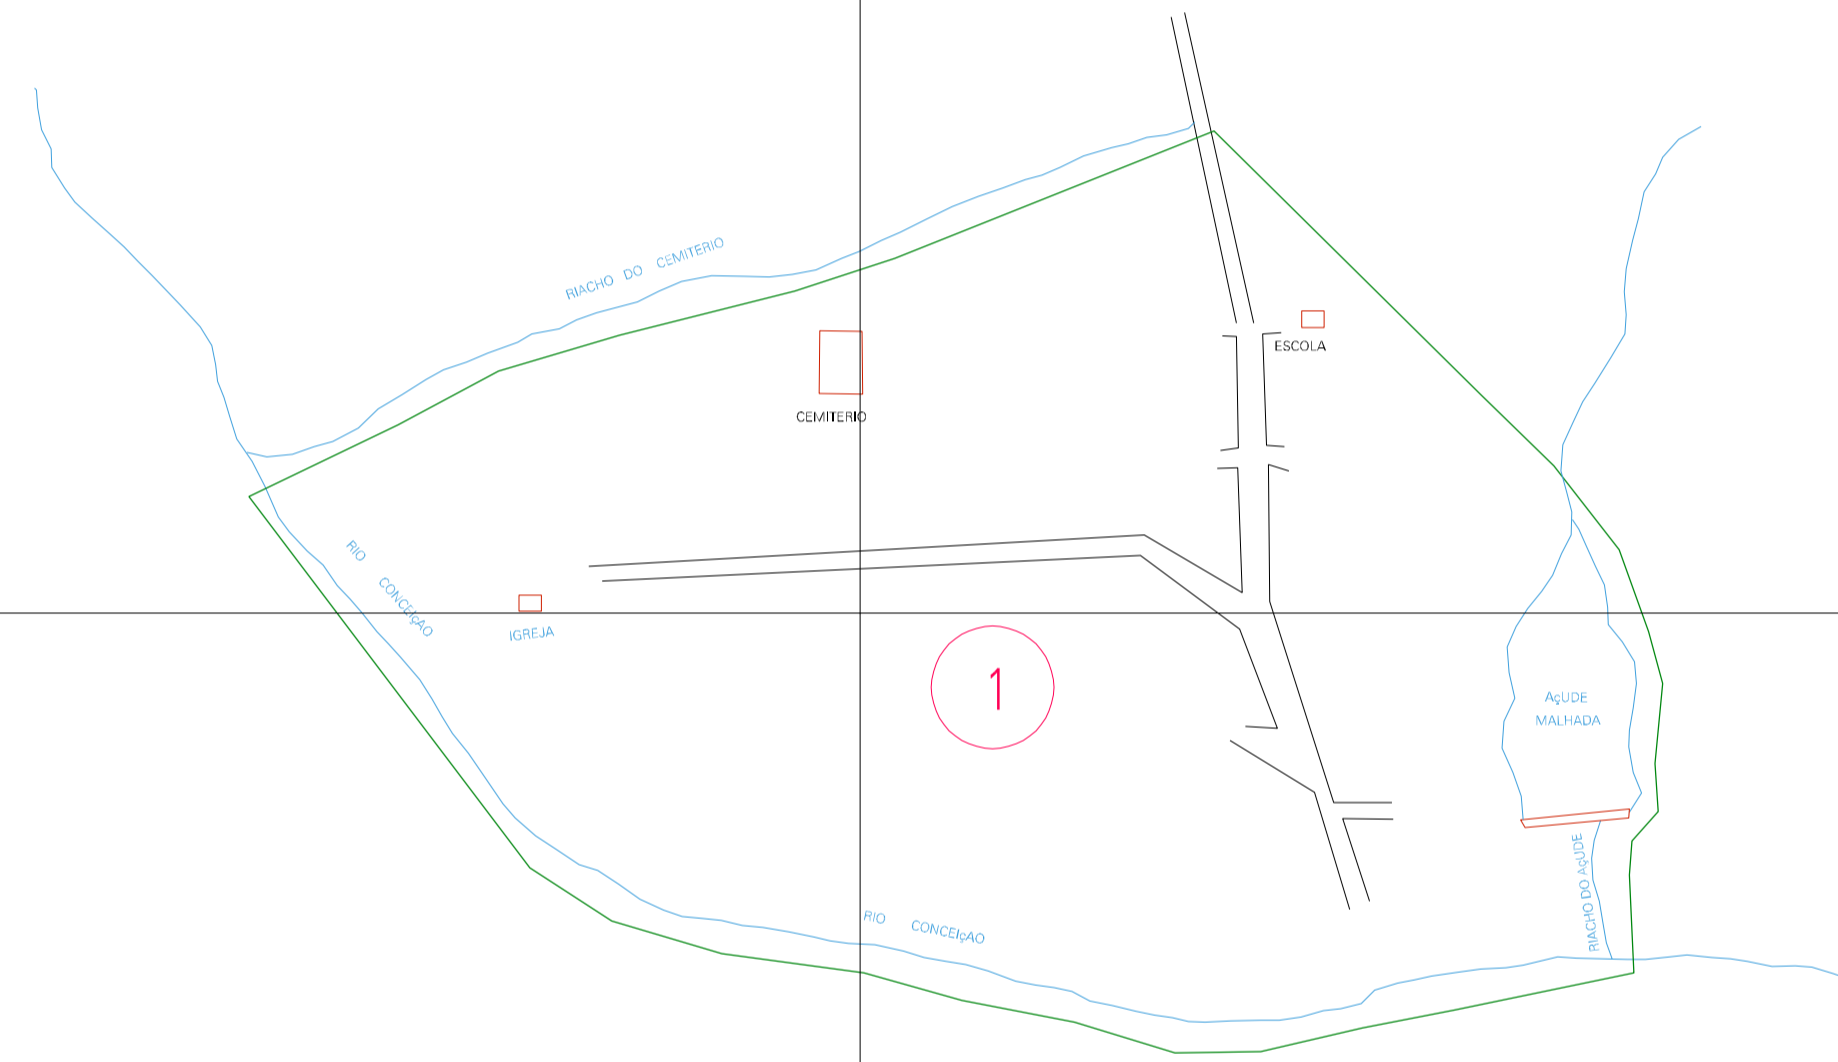 RIACHO DO CEMITERIO
ESCOLA
CEMITERIO
RIO CONCEIçAO
IGREJA
1
AçUDE
MALHADA
RIACHO DO AçUDE
RIO CONCEIçAO